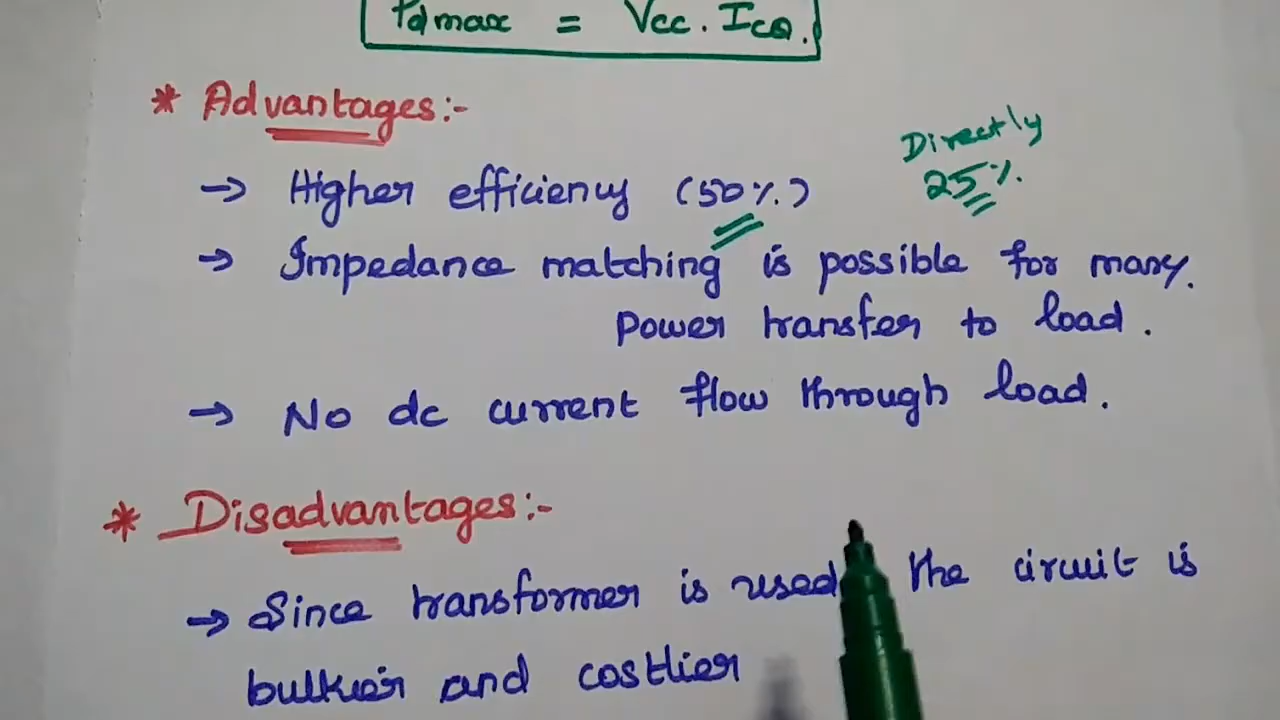 Pdmax = Vcc . ICQ.
* Advantages:-
→ Higher efficiency (50%)
Directly
25%.
→ Impedance matching is possible for many.
power transfer to load .
→ No dc current flow through load .
* Disadvantages:-
→ Since transformer is used the circuit is
bulkier and costlier